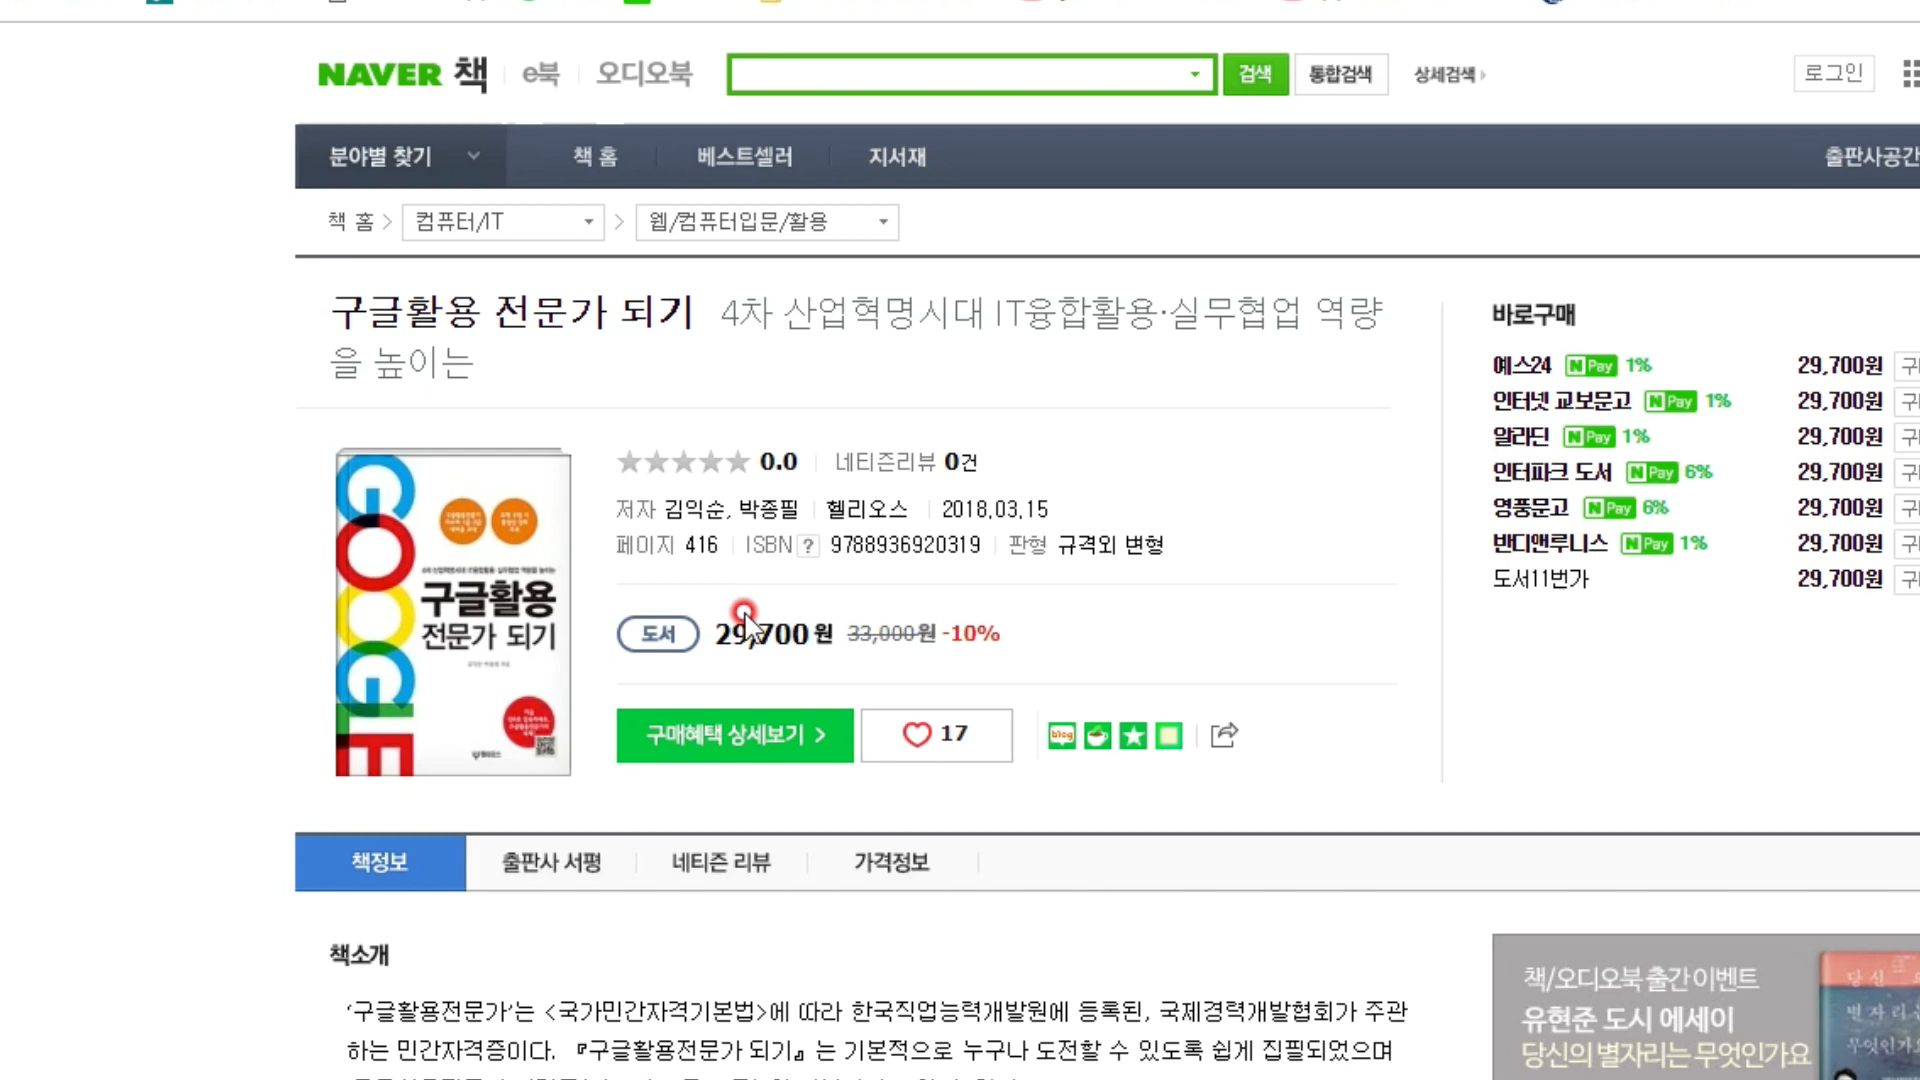 NAVER 책 e북 오디오북 검색 통합검색 상세검색 로그인
분야별 찾기 책 홈 베스트셀러 지서재 출판사공간
책 홈 > 컴퓨터/IT > 웹/컴퓨터입문/활용
구글활용 전문가 되기 4차 산업혁명시대 IT융합활용·실무협업 역량
을 높이는
0.0 네티즌리뷰 0건
저자 김익순, 박종필 헬리오스 2018.03.15
페이지 416 ISBN ? 9788936920319 판형 규격외 변형
도서 29,700원 33,000원 -10%
구매혜택 상세보기 > 17 blog
GOOGLE
구글활용
전문가 되기
바로구매
예스24 N Pay 1% 29,700원
인터넷 교보문고 N Pay 1% 29,700원
알라딘 N Pay 1% 29,700원
인터파크 도서 N Pay 6% 29,700원
영풍문고 N Pay 6% 29,700원
반디앤루니스 N Pay 1% 29,700원
도서11번가 29,700원
책정보 출판사 서평 네티즌 리뷰 가격정보
책소개
'구글활용전문가'는 <국가민간자격기본법>에 따라 한국직업능력개발원에 등록된, 국제경력개발협회가 주관
하는 민간자격증이다. 『구글활용전문가 되기』는 기본적으로 누구나 도전할 수 있도록 쉽게 집필되었으며
책/오디오북 출간이벤트
유현준 도시 에세이
당신의 별자리는 무엇인가요